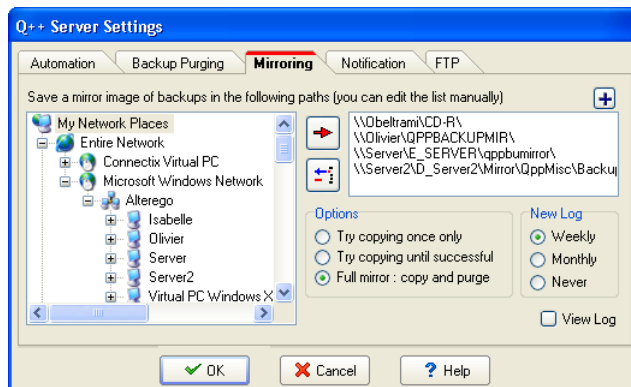 Q++ Server Settings
Automation
Backup Purging
Mirroring
Notification
FTP
Save a mirror image of backups in the following paths (you can edit the list manually)
My Network Places
Entire Network
Connectix Virtual PC
Microsoft Windows Network
Alterego
Isabelle
Olivier
Server
Server2
Virtual PC Windows X
\\Obeltrami\CD-R\
\\Olivier\QPPBACKUPMIR\
\\Server\E_SERVER\qppbumirror\
\\Server2\D_Server2\Mirror\QppMisc\Backup
Options
Try copying once only
Try copying until successful
Full mirror : copy and purge
New Log
Weekly
Monthly
Never
View Log
OK
Cancel
? Help